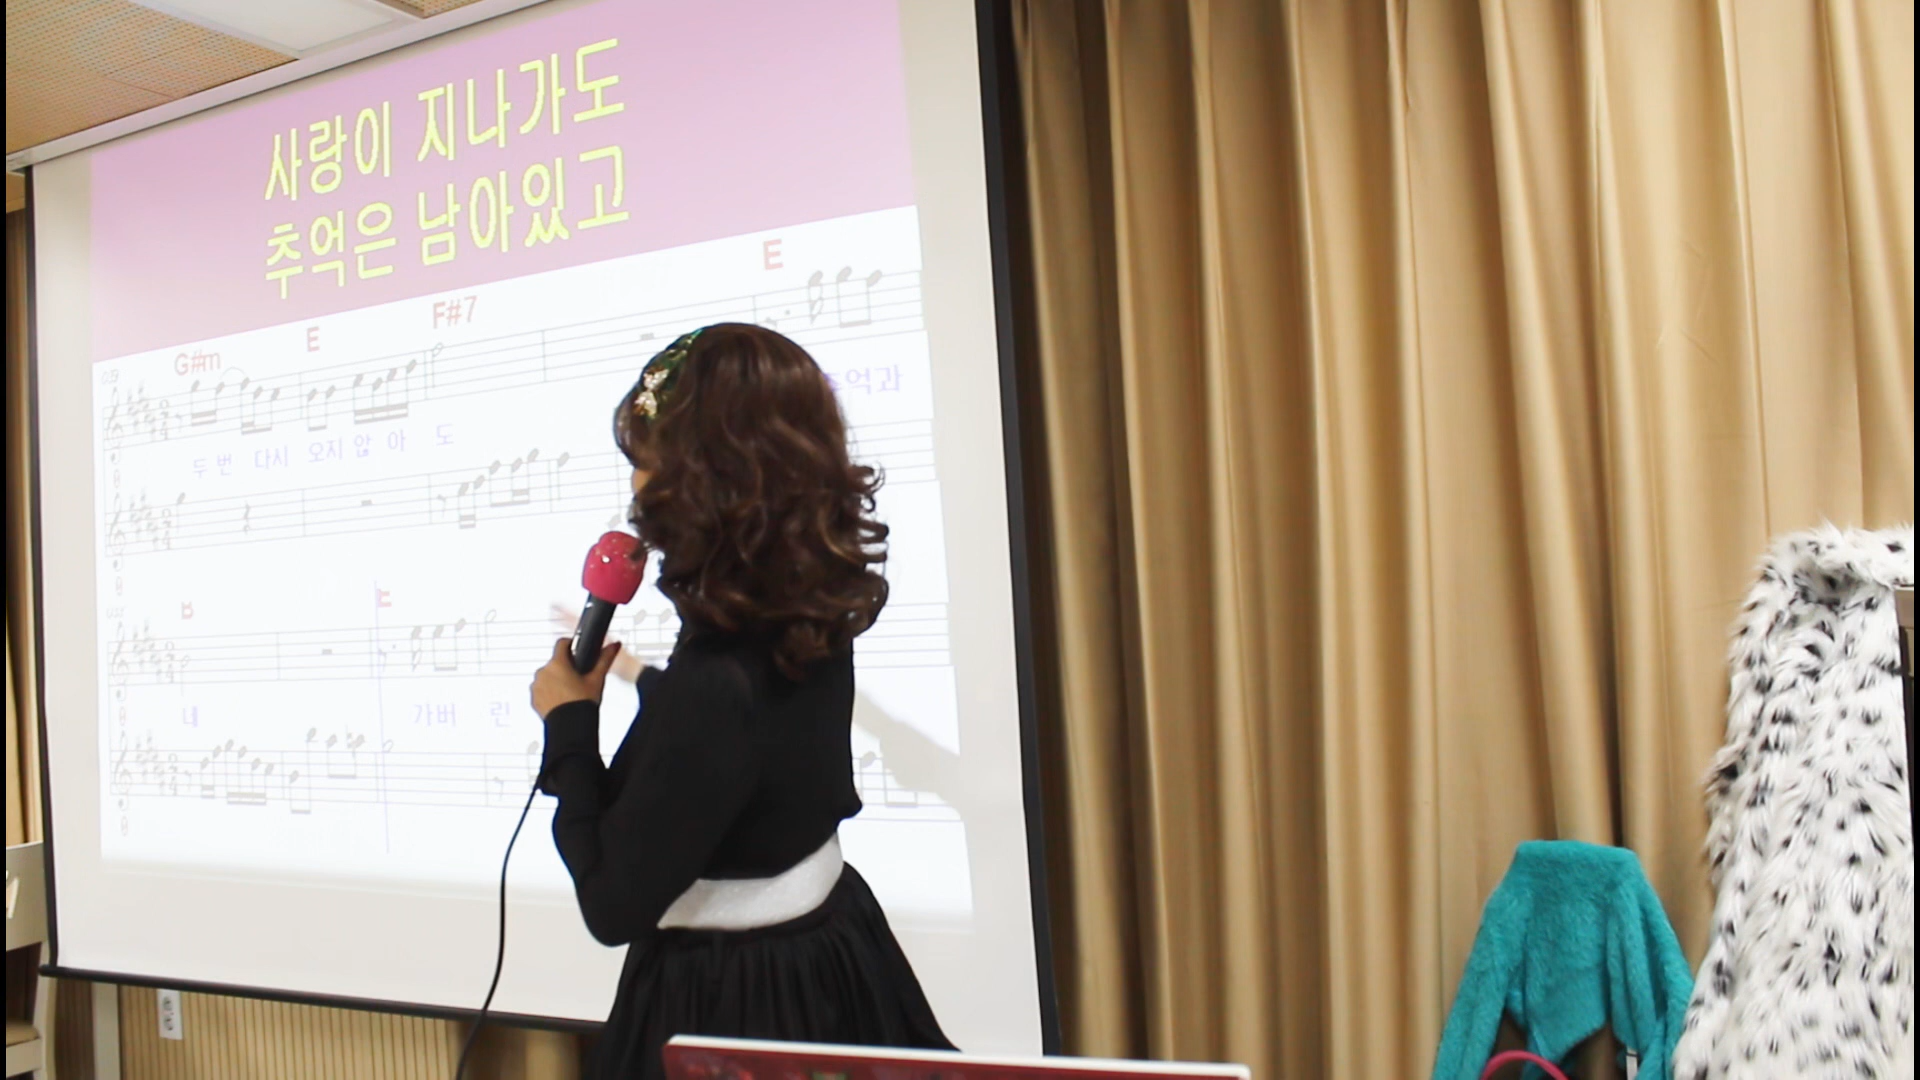 사랑이 지나가도
추억은 남아있고
G#m E F#7 E
두 번 다시 오지 않 아 도
B E
네 가버 린